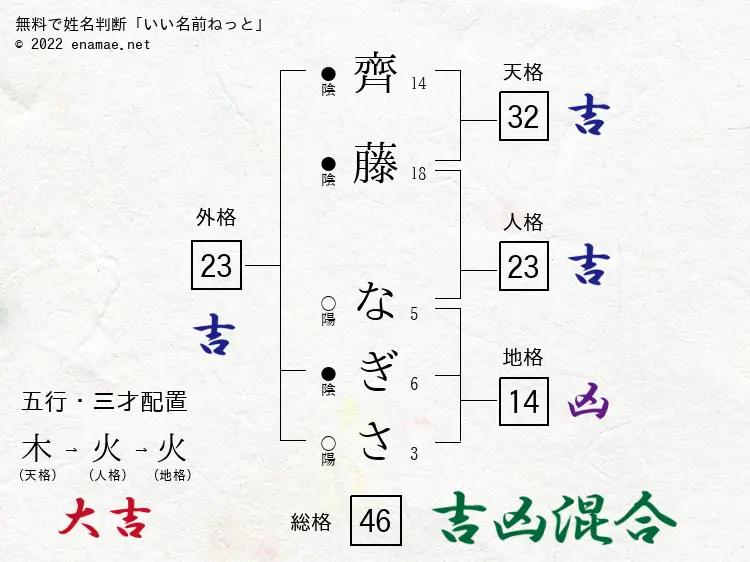 無料で姓名判断「いい名前ねっと」
© 2022 enamae.net
●陰 齊 14
●陰 藤 18
○陽 な 5
●陰 ぎ 6
○陽 さ 3
天格
32 吉
人格
23 吉
地格
14 凶
外格
23
吉
五行・三才配置
木 → 火 → 火
(天格) (人格) (地格)
大吉
総格 46 吉凶混合